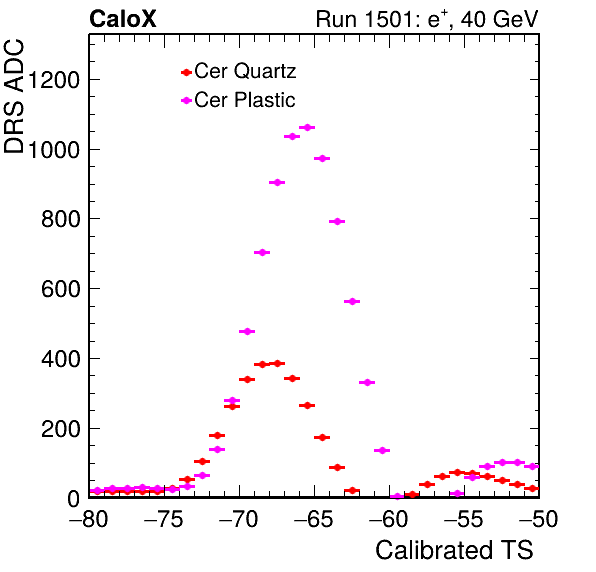 CaloX Run 1501: e⁺, 40 GeV
DRS ADC
Cer Quartz
Cer Plastic
1200
1000
800
600
400
200
0
−80 −75 −70 −65 −60 −55 −50
Calibrated TS